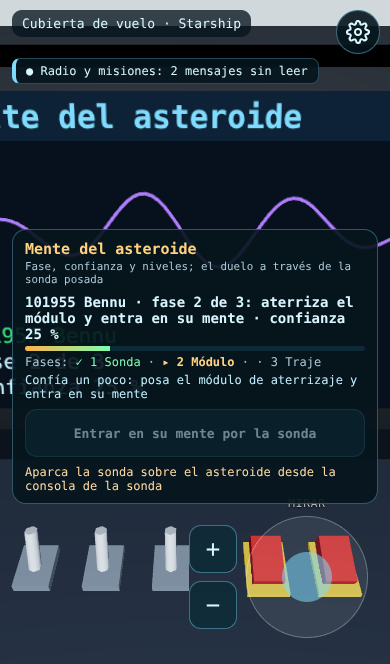 Cubierta de vuelo · Starship
● Radio y misiones: 2 mensajes sin leer
te del asteroide
Mente del asteroide
Fase, confianza y niveles; el duelo a través de la
sonda posada
101955 Bennu · fase 2 de 3: aterriza el
módulo y entra en su mente · confianza
25 %
Fases: ✓ 1 Sonda · ▸ 2 Módulo · · 3 Traje
Confía un poco: posa el módulo de aterrizaje y
entra en su mente
Entrar en su mente por la sonda
Aparca la sonda sobre el asteroide desde la
consola de la sonda
MIRAR
+
−